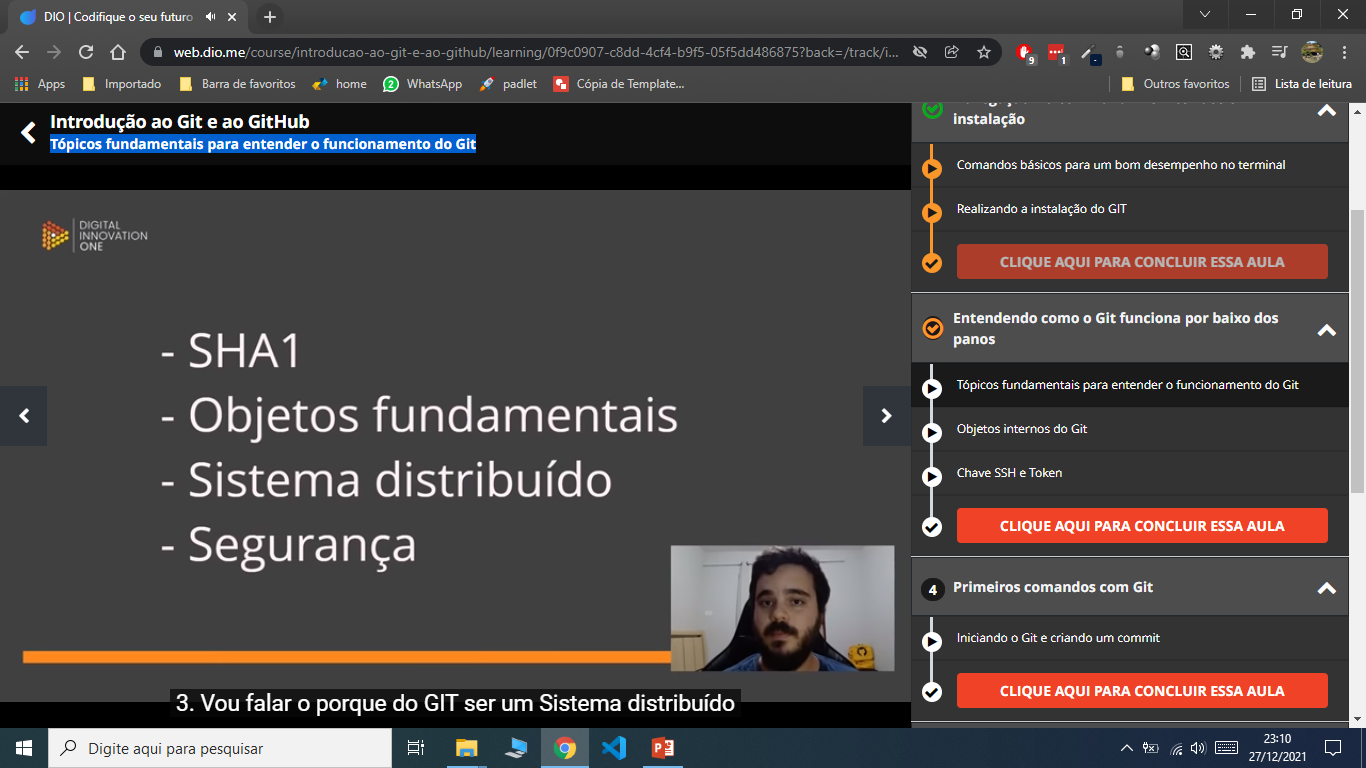 DIO | Codifique o seu futuro
web.dio.me/course/introducao-ao-git-e-ao-github/learning/0f9c0907-c8dd-4cf4-b9f5-05f5dd486875?back=/track/i...
9
1
Apps
Importado
Barra de favoritos
home
2
WhatsApp
padlet
Cópia de Template...
Outros favoritos
Lista de leitura
Introdução ao Git e ao GitHub
Tópicos fundamentais para entender o funcionamento do Git
DIGITAL
INNOVATION
ONE
- SHA1
- Objetos fundamentais
- Sistema distribuído
- Segurança
3. Vou falar o porque do GIT ser um Sistema distribuído
instalação
Comandos básicos para um bom desempenho no terminal
Realizando a instalação do GIT
CLIQUE AQUI PARA CONCLUIR ESSA AULA
Entendendo como o Git funciona por baixo dos
panos
Tópicos fundamentais para entender o funcionamento do Git
Objetos internos do Git
Chave SSH e Token
CLIQUE AQUI PARA CONCLUIR ESSA AULA
4
Primeiros comandos com Git
Iniciando o Git e criando um commit
CLIQUE AQUI PARA CONCLUIR ESSA AULA
Digite aqui para pesquisar
23:10
27/12/2021